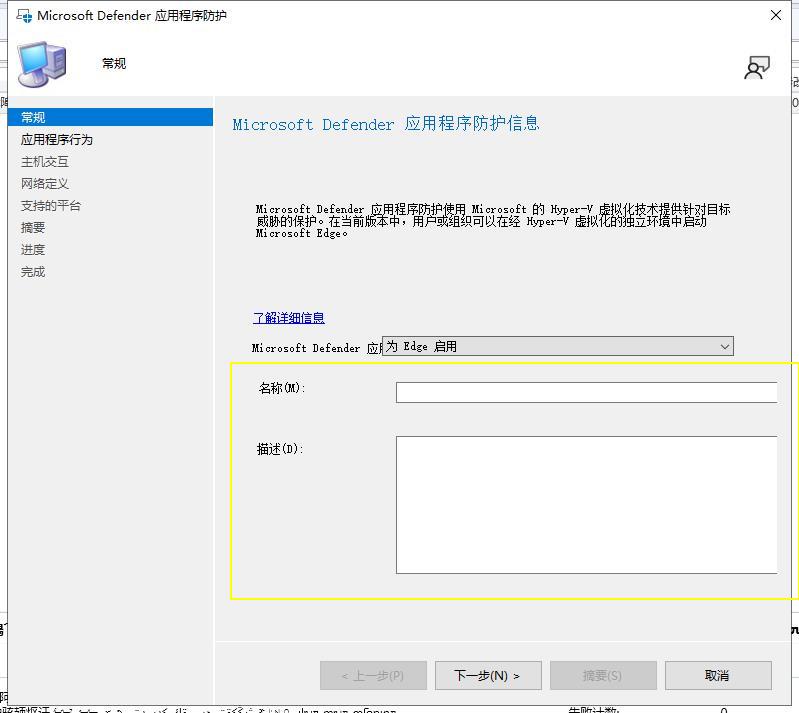 Microsoft Defender 应用程序防护
常规
常规
应用程序行为
主机交互
网络定义
支持的平台
摘要
进度
完成
Microsoft Defender 应用程序防护信息
Microsoft Defender 应用程序防护使用 Microsoft 的 Hyper-V 虚拟化技术提供针对目标
威胁的保护。在当前版本中，用户或组织可以在经 Hyper-V 虚拟化的独立环境中启动
Microsoft Edge。
了解详细信息
Microsoft Defender 应 为 Edge 启用
名称(M):
描述(D):
< 上一步(P)
下一步(N) >
摘要(S)
取消
失败计数: 0